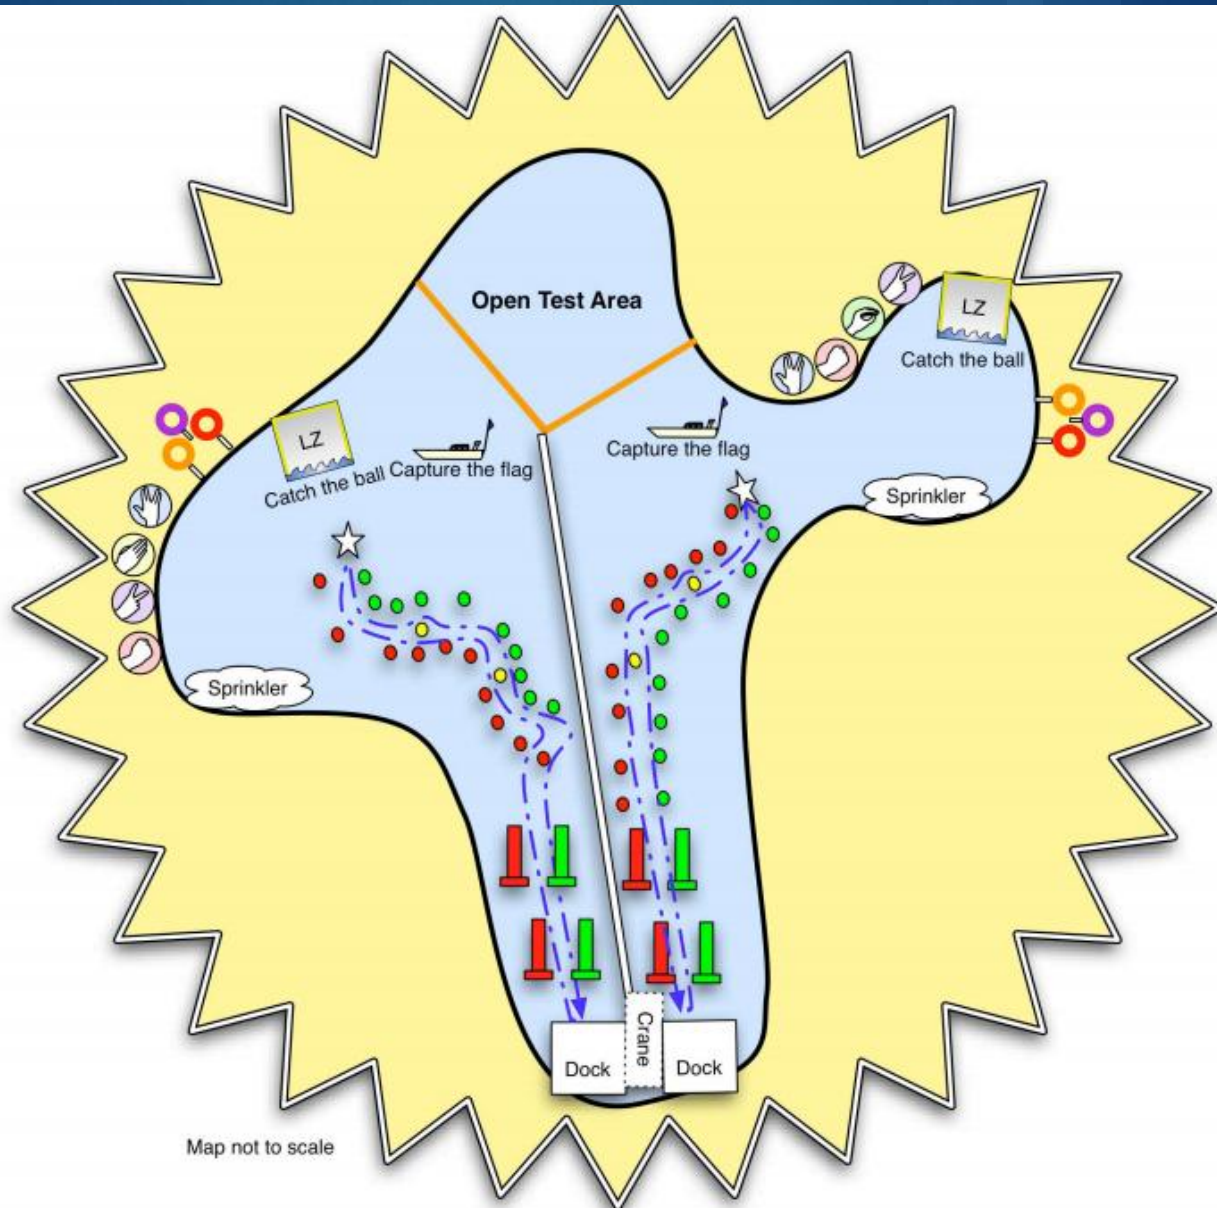 Open Test Area
LZ
Catch the ball
LZ
Catch the ball
Capture the flag
Capture the flag
Sprinkler
Sprinkler
Crane
Dock
Dock
Map not to scale